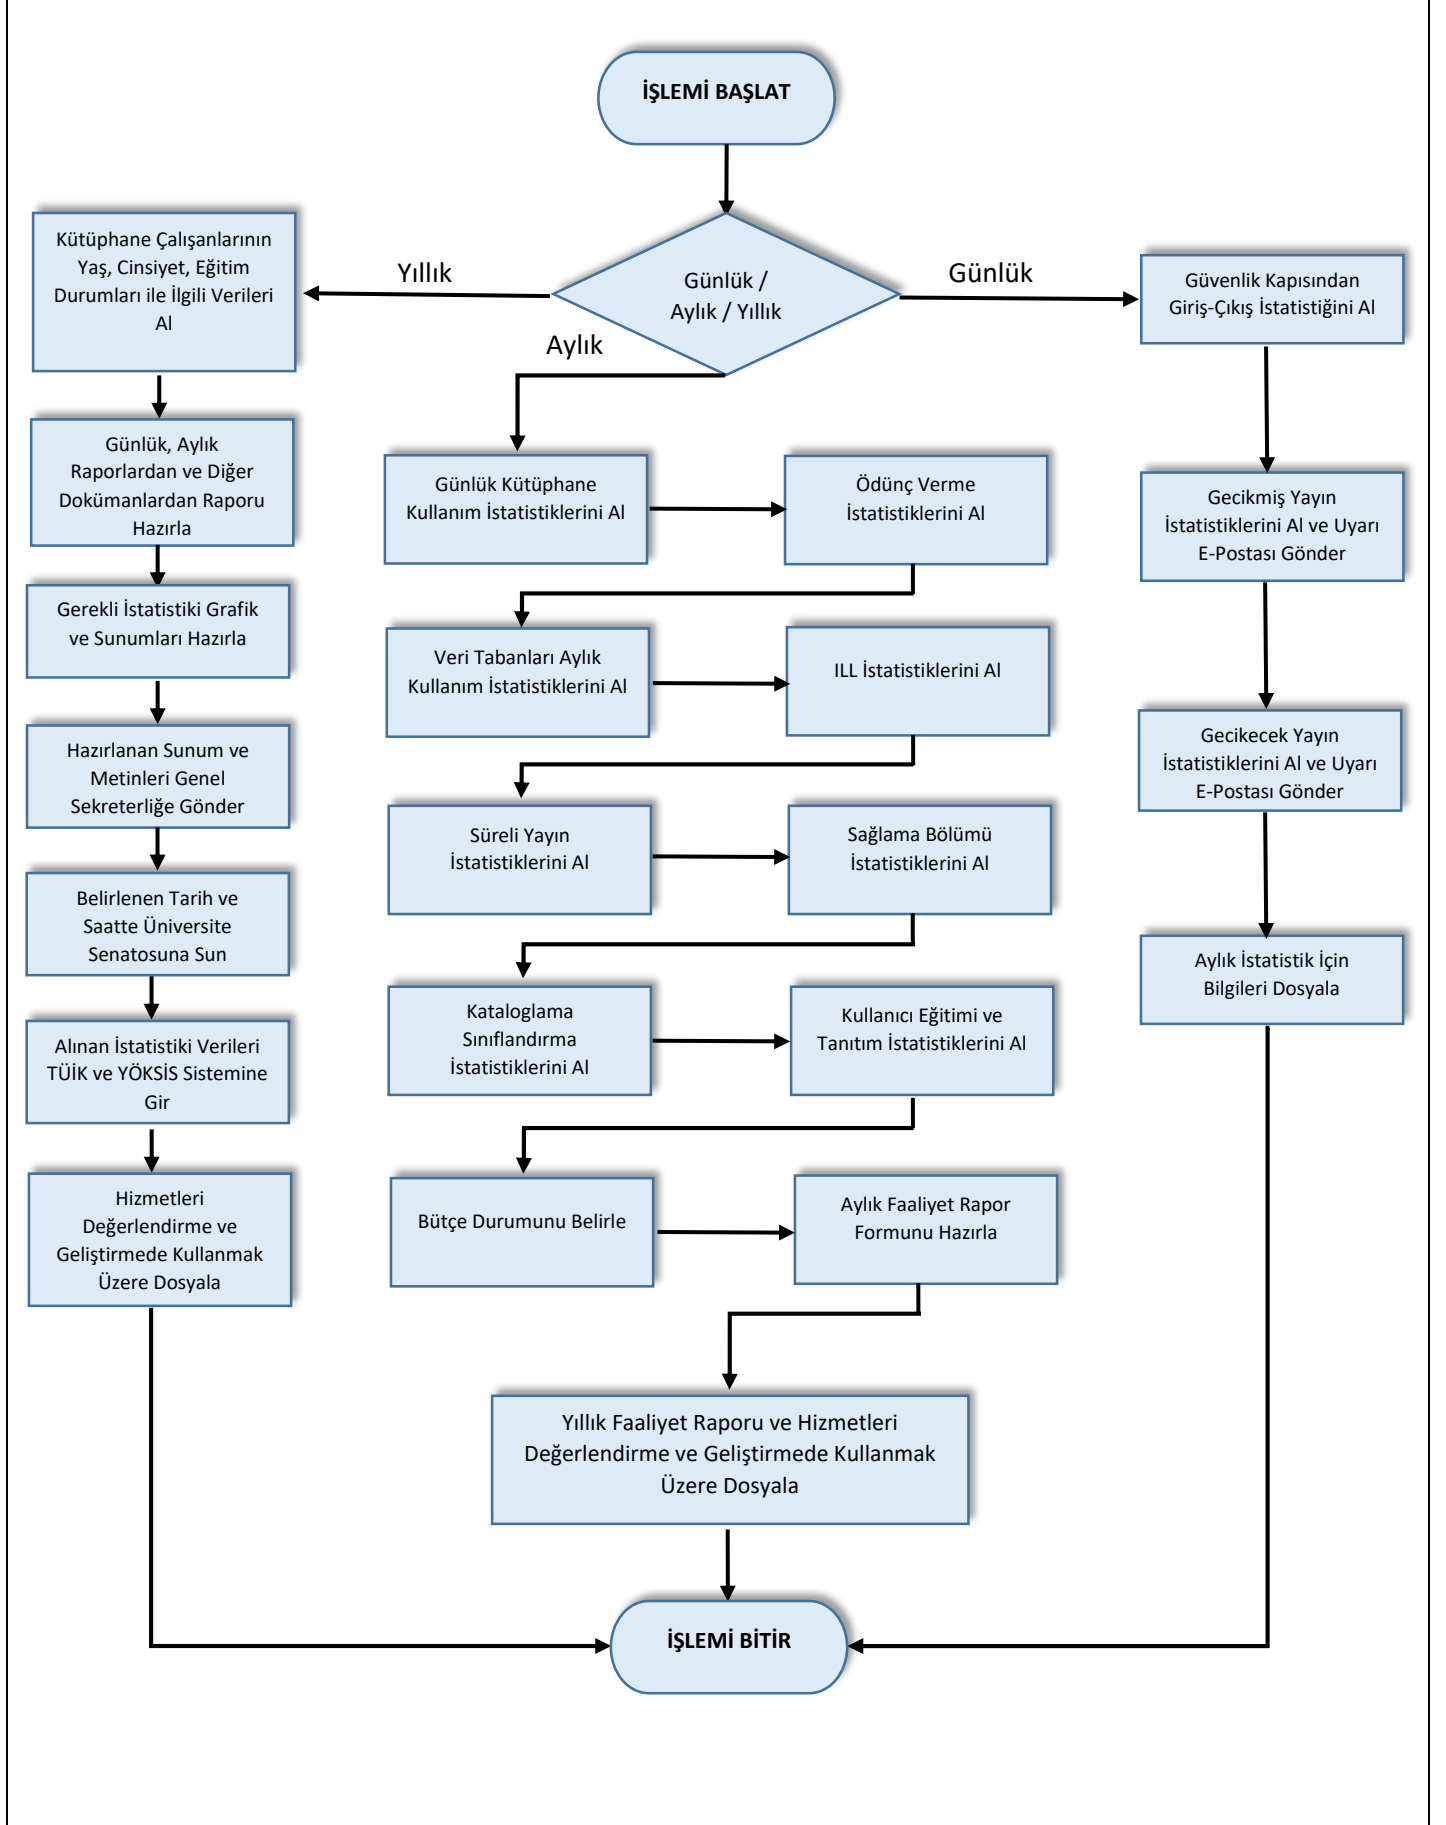 İŞLEMİ BAŞLAT
Günlük /
Aylık / Yıllık
Yıllık
Günlük
Aylık
Kütüphane Çalışanlarının
Yaş, Cinsiyet, Eğitim
Durumları ile İlgili Verileri
Al
Günlük, Aylık
Raporlardan ve Diğer
Dokümanlardan Raporu
Hazırla
Gerekli İstatistiki Grafik
ve Sunumları Hazırla
Hazırlanan Sunum ve
Metinleri Genel
Sekreterliğe Gönder
Belirlenen Tarih ve
Saatte Üniversite
Senatosuna Sun
Alınan İstatistiki Verileri
TÜİK ve YÖKSİS Sistemine
Gir
Hizmetleri
Değerlendirme ve
Geliştirmede Kullanmak
Üzere Dosyala
Günlük Kütüphane
Kullanım İstatistiklerini Al
Ödünç Verme
İstatistiklerini Al
Veri Tabanları Aylık
Kullanım İstatistiklerini Al
ILL İstatistiklerini Al
Süreli Yayın
İstatistiklerini Al
Sağlama Bölümü
İstatistiklerini Al
Kataloglama
Sınıflandırma
İstatistiklerini Al
Kullanıcı Eğitimi ve
Tanıtım İstatistiklerini Al
Bütçe Durumunu Belirle
Aylık Faaliyet Rapor
Formunu Hazırla
Yıllık Faaliyet Raporu ve Hizmetleri
Değerlendirme ve Geliştirmede Kullanmak
Üzere Dosyala
Güvenlik Kapısından
Giriş-Çıkış İstatistiğini Al
Gecikmiş Yayın
İstatistiklerini Al ve Uyarı
E-Postası Gönder
Gecikecek Yayın
İstatistiklerini Al ve Uyarı
E-Postası Gönder
Aylık İstatistik İçin
Bilgileri Dosyala
İŞLEMİ BİTİR